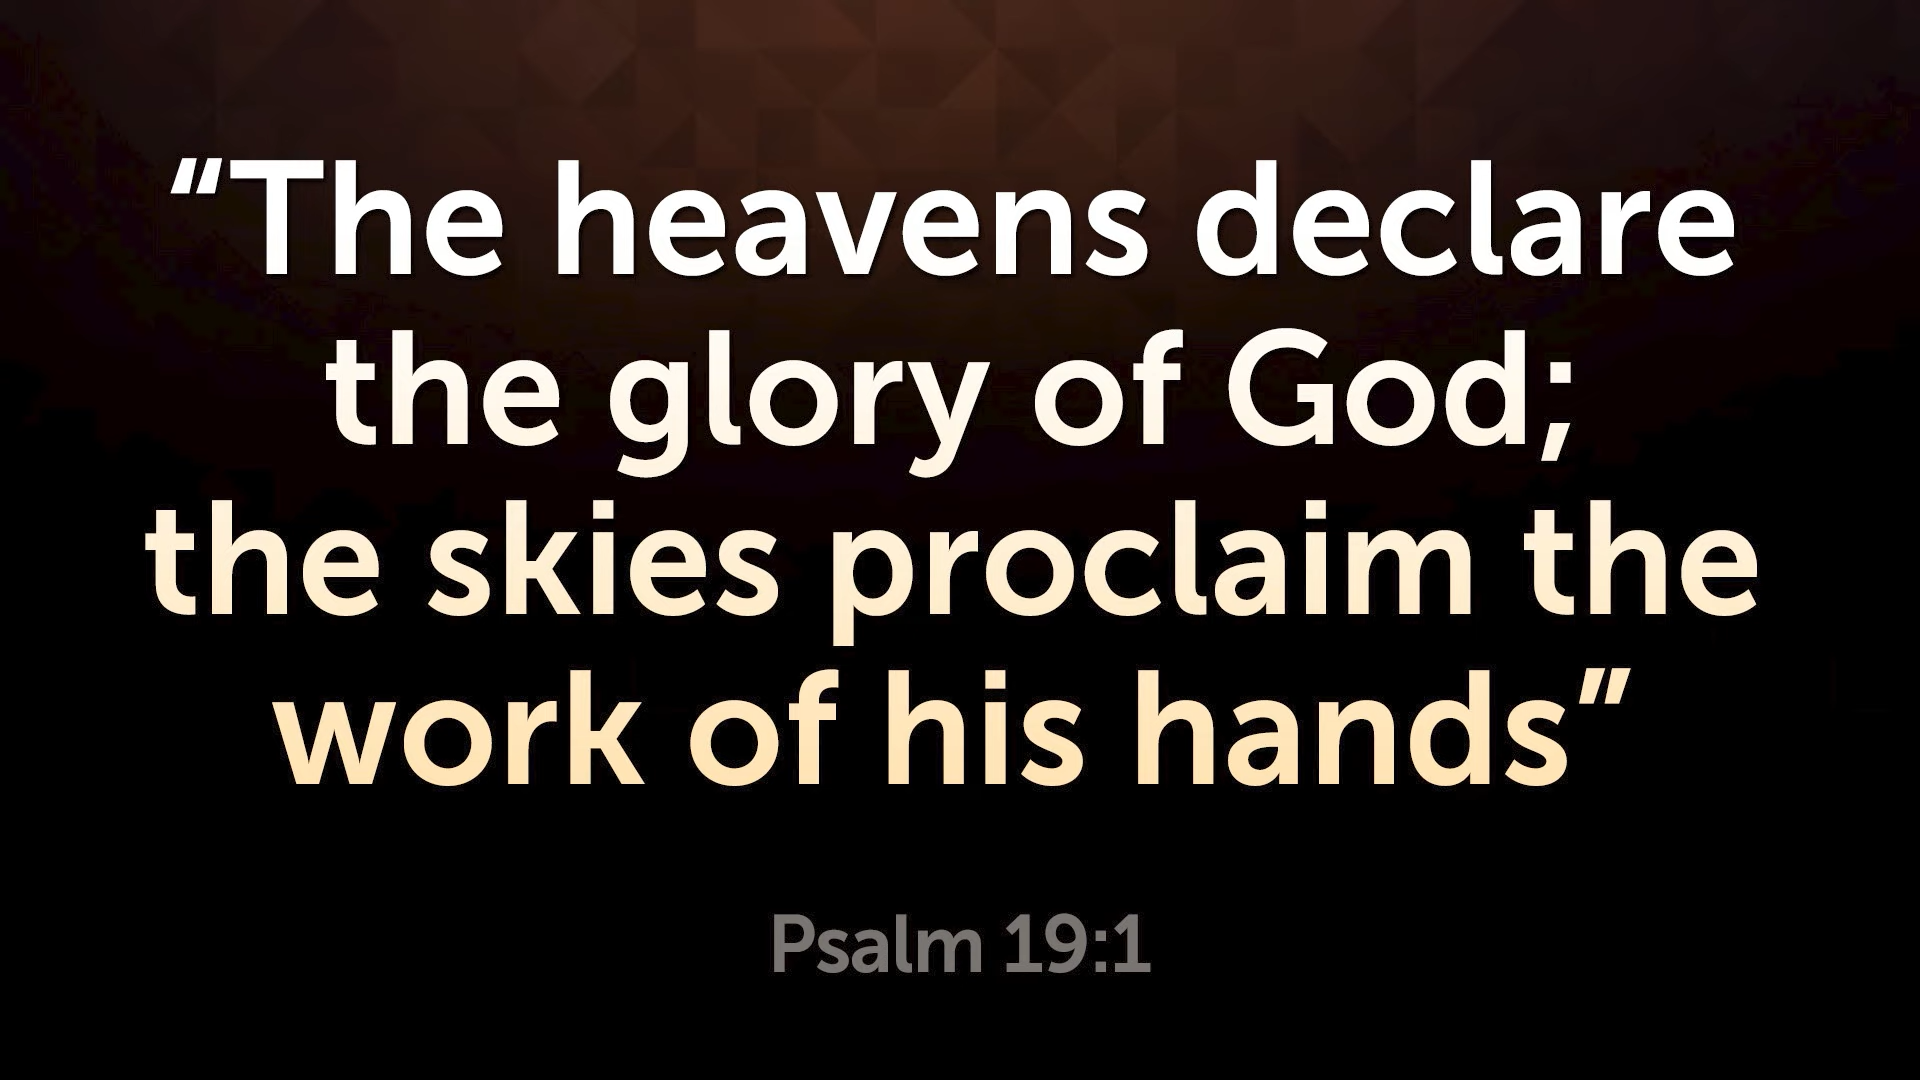 “The heavens declare
the glory of God;
the skies proclaim the
work of his hands”
Psalm 19:1